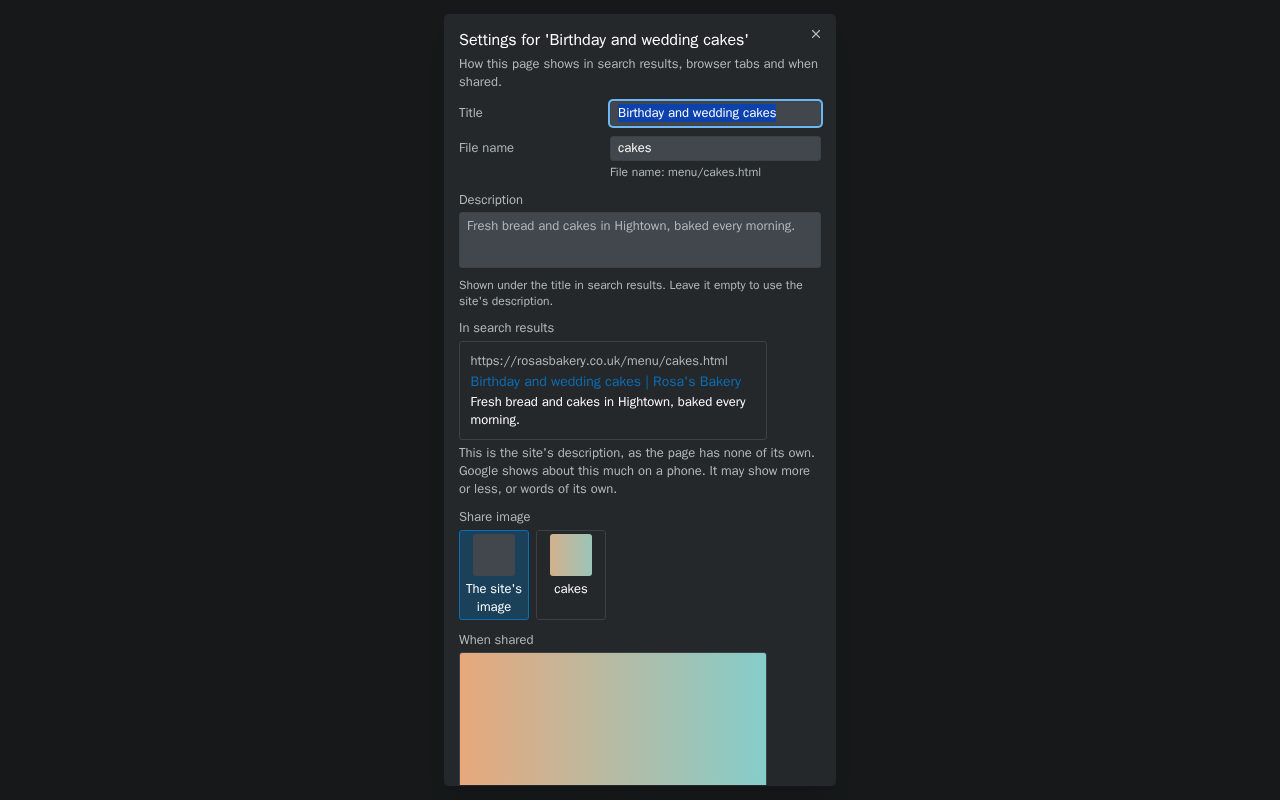 Settings for 'Birthday and wedding cakes'
How this page shows in search results, browser tabs and when
shared.
Title
Birthday and wedding cakes
File name
cakes
File name: menu/cakes.html
Description
Fresh bread and cakes in Hightown, baked every morning.
Shown under the title in search results. Leave it empty to use the
site's description.
In search results
https://rosasbakery.co.uk/menu/cakes.html
Birthday and wedding cakes | Rosa's Bakery
Fresh bread and cakes in Hightown, baked every
morning.
This is the site's description, as the page has none of its own.
Google shows about this much on a phone. It may show more
or less, or words of its own.
Share image
The site's
image
cakes
When shared